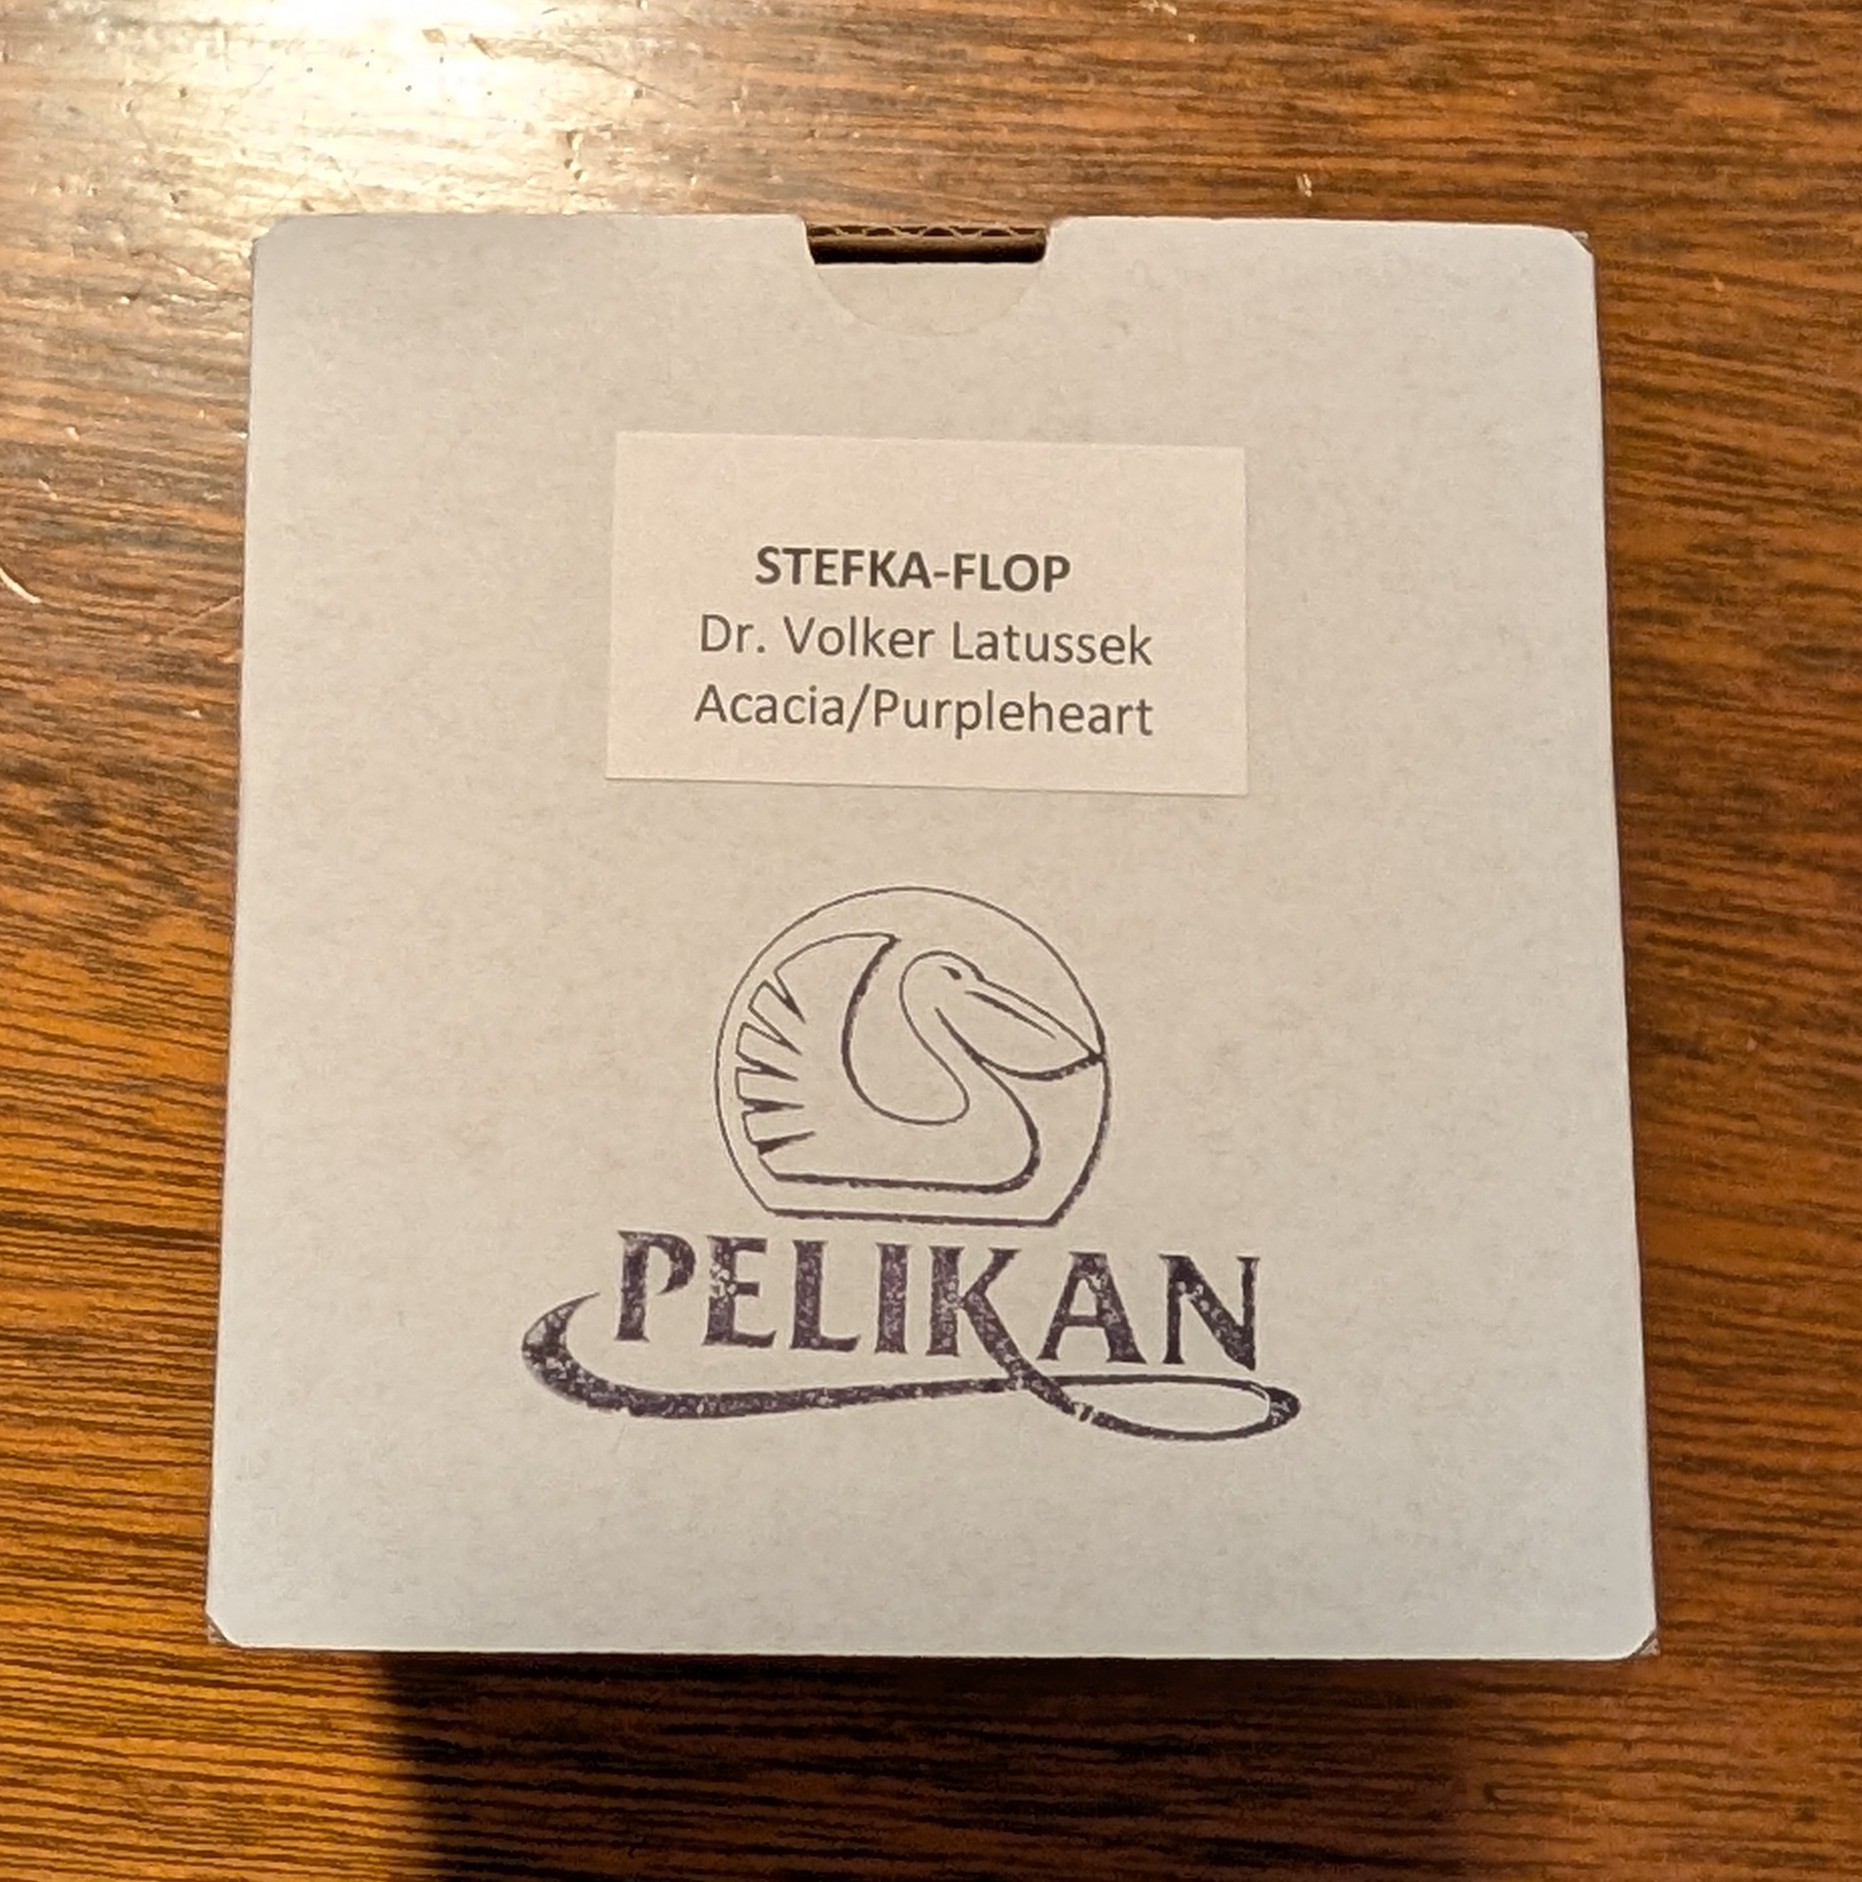 STEFKA-FLOP
Dr. Volker Latussek
Acacia/Purpleheart
PELIKAN